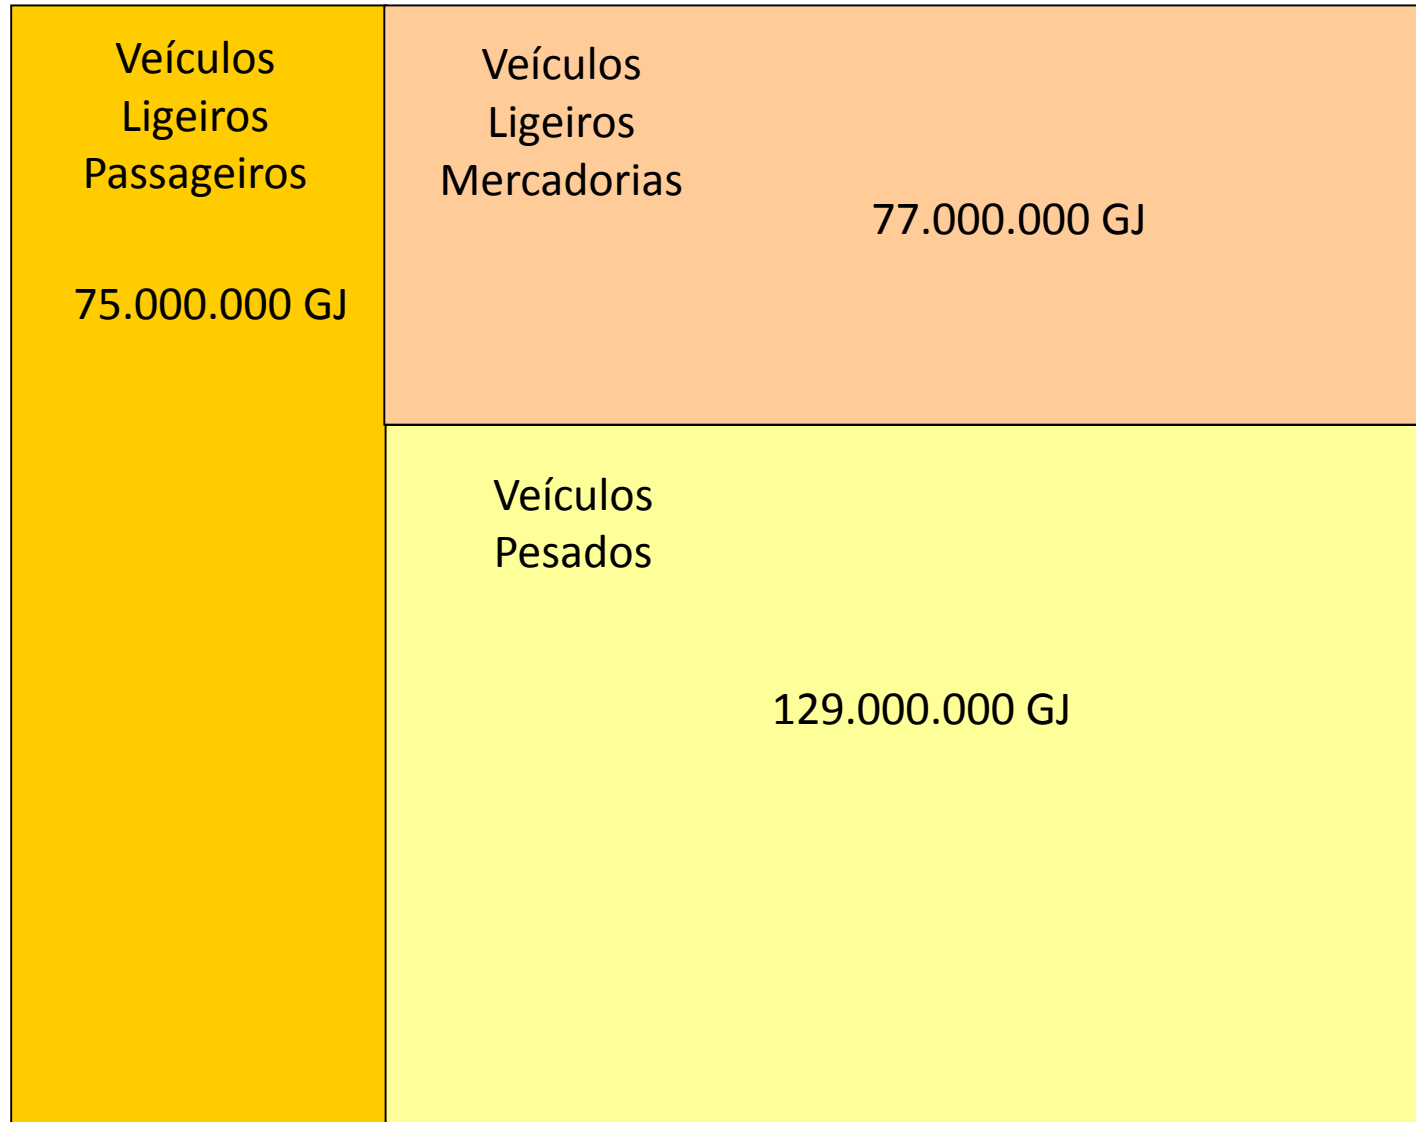 Veículos
Ligeiros
Passageiros
75.000.000 GJ
Veículos
Ligeiros
Mercadorias
77.000.000 GJ
Veículos
Pesados
129.000.000 GJ